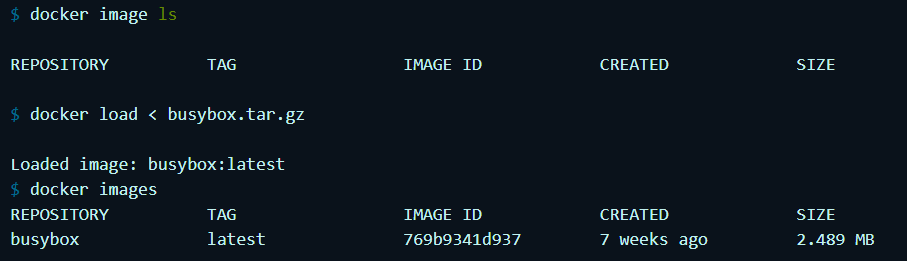 $ docker image ls
REPOSITORY TAG IMAGE ID CREATED SIZE
$ docker load < busybox.tar.gz
Loaded image: busybox:latest
$ docker images
REPOSITORY TAG IMAGE ID CREATED SIZE
busybox latest 769b9341d937 7 weeks ago 2.489 MB